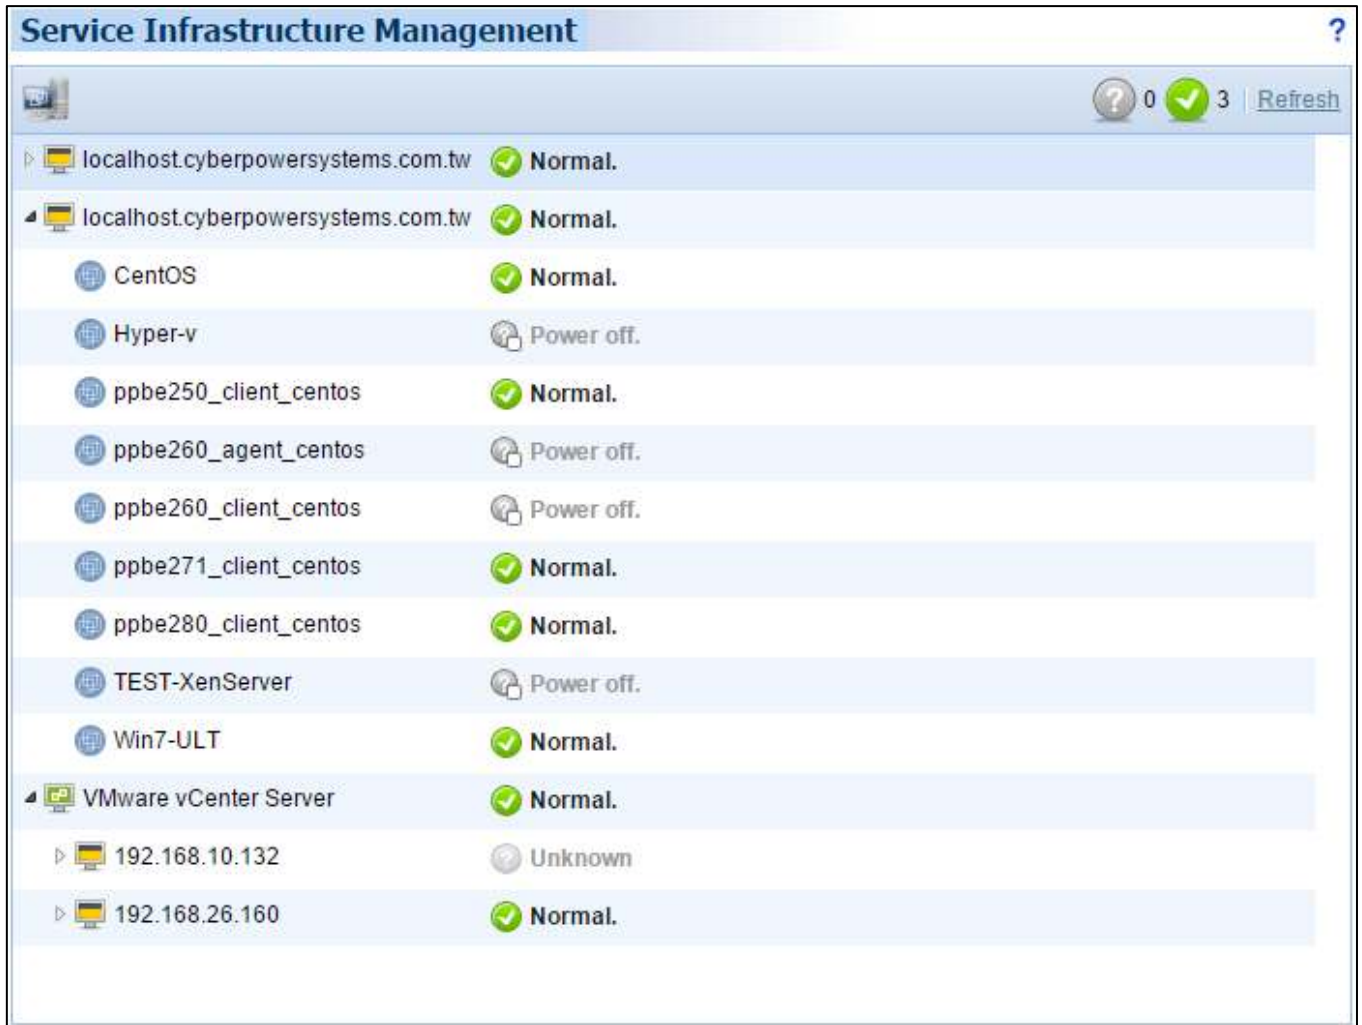 Service Infrastructure Management ?
0 3 Refresh
localhost.cyberpowersystems.com.tw Normal.
localhost.cyberpowersystems.com.tw Normal.
CentOS Normal.
Hyper-v Power off.
ppbe250_client_centos Normal.
ppbe260_agent_centos Power off.
ppbe260_client_centos Power off.
ppbe271_client_centos Normal.
ppbe280_client_centos Normal.
TEST-XenServer Power off.
Win7-ULT Normal.
VMware vCenter Server Normal.
192.168.10.132 Unknown
192.168.26.160 Normal.